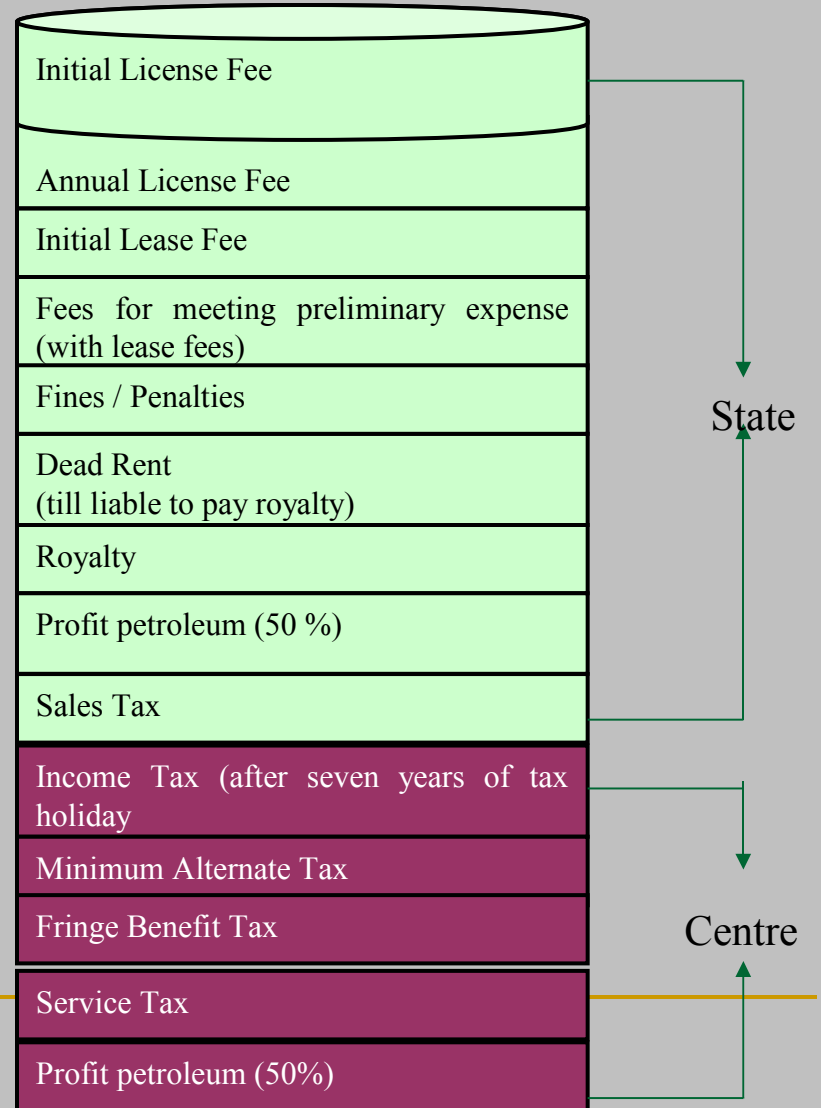 Initial License Fee
Annual License Fee
Initial Lease Fee
Fees for meeting preliminary expense
(with lease fees)
Fines / Penalties
State
Dead Rent
(till liable to pay royalty)
Royalty
Profit petroleum (50 %)
Sales Tax
Income Tax (after seven years of tax
holiday
Minimum Alternate Tax
Fringe Benefit Tax
Centre
Service Tax
Profit petroleum (50%)